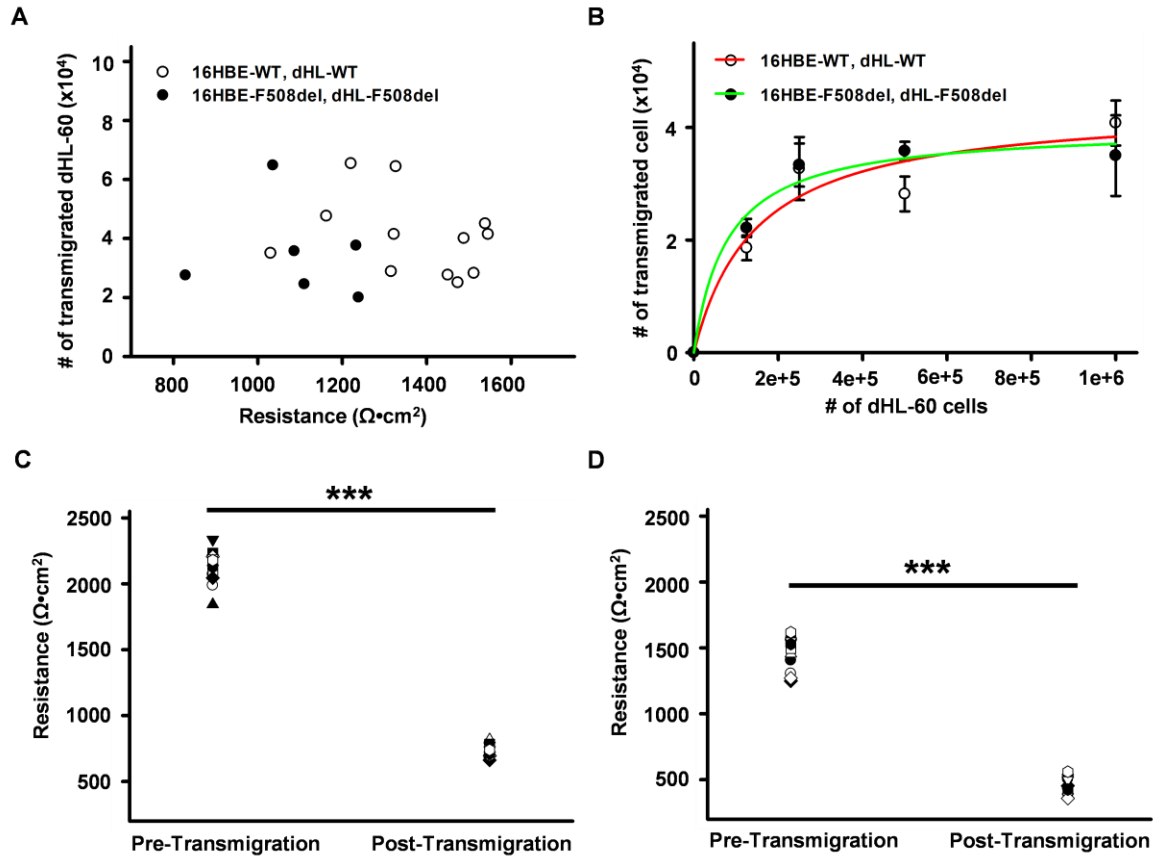 A
# of transmigrated dHL-60 (x10⁴)
10
8
6
4
2
0
16HBE-WT, dHL-WT
16HBE-F508del, dHL-F508del
800 1000 1200 1400 1600
Resistance (Ω•cm²)
B
# of transmigrated cell (x10⁴)
4
2
0
16HBE-WT, dHL-WT
16HBE-F508del, dHL-F508del
0 2e+5 4e+5 6e+5 8e+5 1e+6
# of dHL-60 cells
C
Resistance (Ω•cm²)
2500
2000
1500
1000
500
***
Pre-Transmigration Post-Transmigration
D
Resistance (Ω•cm²)
2500
2000
1500
1000
500
***
Pre-Transmigration Post-Transmigration